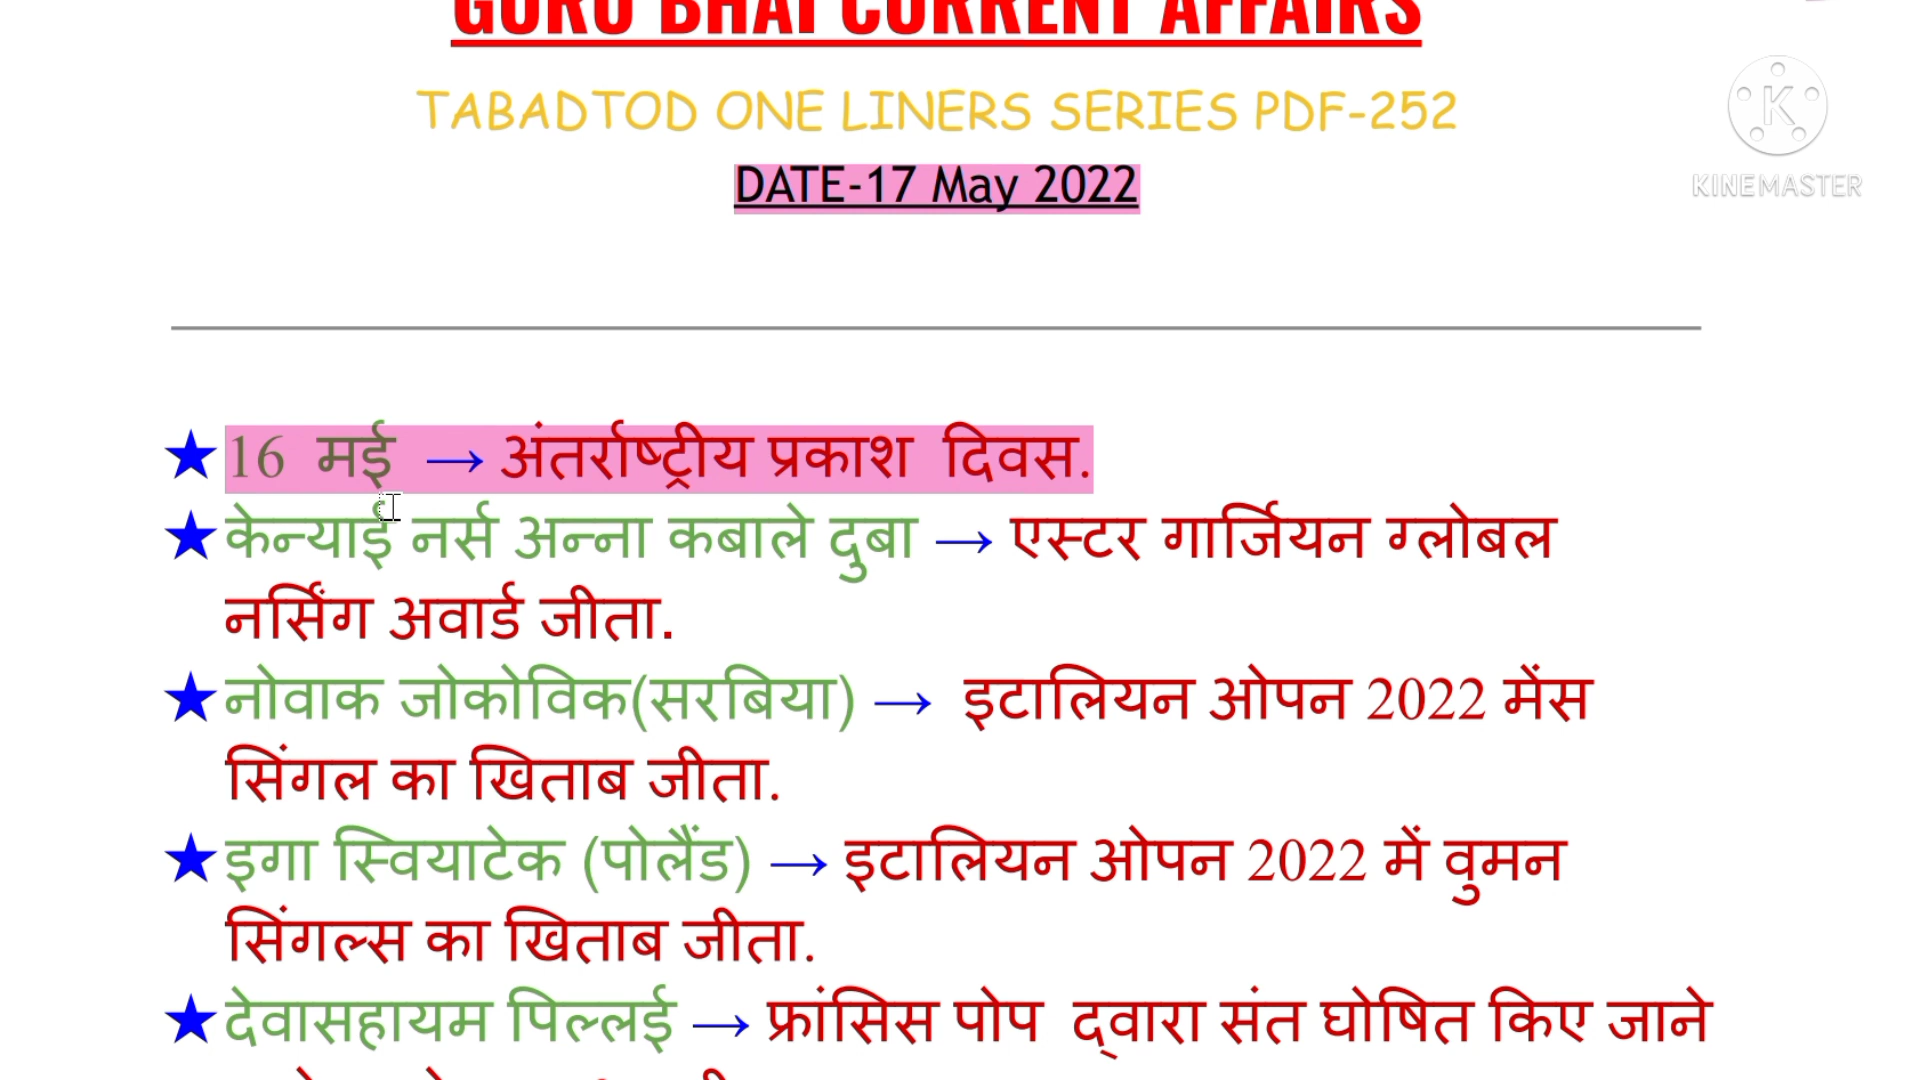 GURU BHAI CURRENT AFFAIRS
TABADTOD ONE LINERS SERIES PDF-252
DATE-17 May 2022
K
KINEMASTER
★16 मई → अंतर्राष्ट्रीय प्रकाश दिवस.
★केन्याई नर्स अन्ना कबाले दुबा → एस्टर गार्जियन ग्लोबल
नर्सिंग अवार्ड जीता.
★नोवाक जोकोविक(सरबिया) → इटालियन ओपन 2022 मेंस
सिंगल का खिताब जीता.
★इगा स्वियाटेक (पोलैंड) → इटालियन ओपन 2022 में वुमन
सिंगल्स का खिताब जीता.
★देवासहायम पिल्लई → फ्रांसिस पोप द्वारा संत घोषित किए जाने